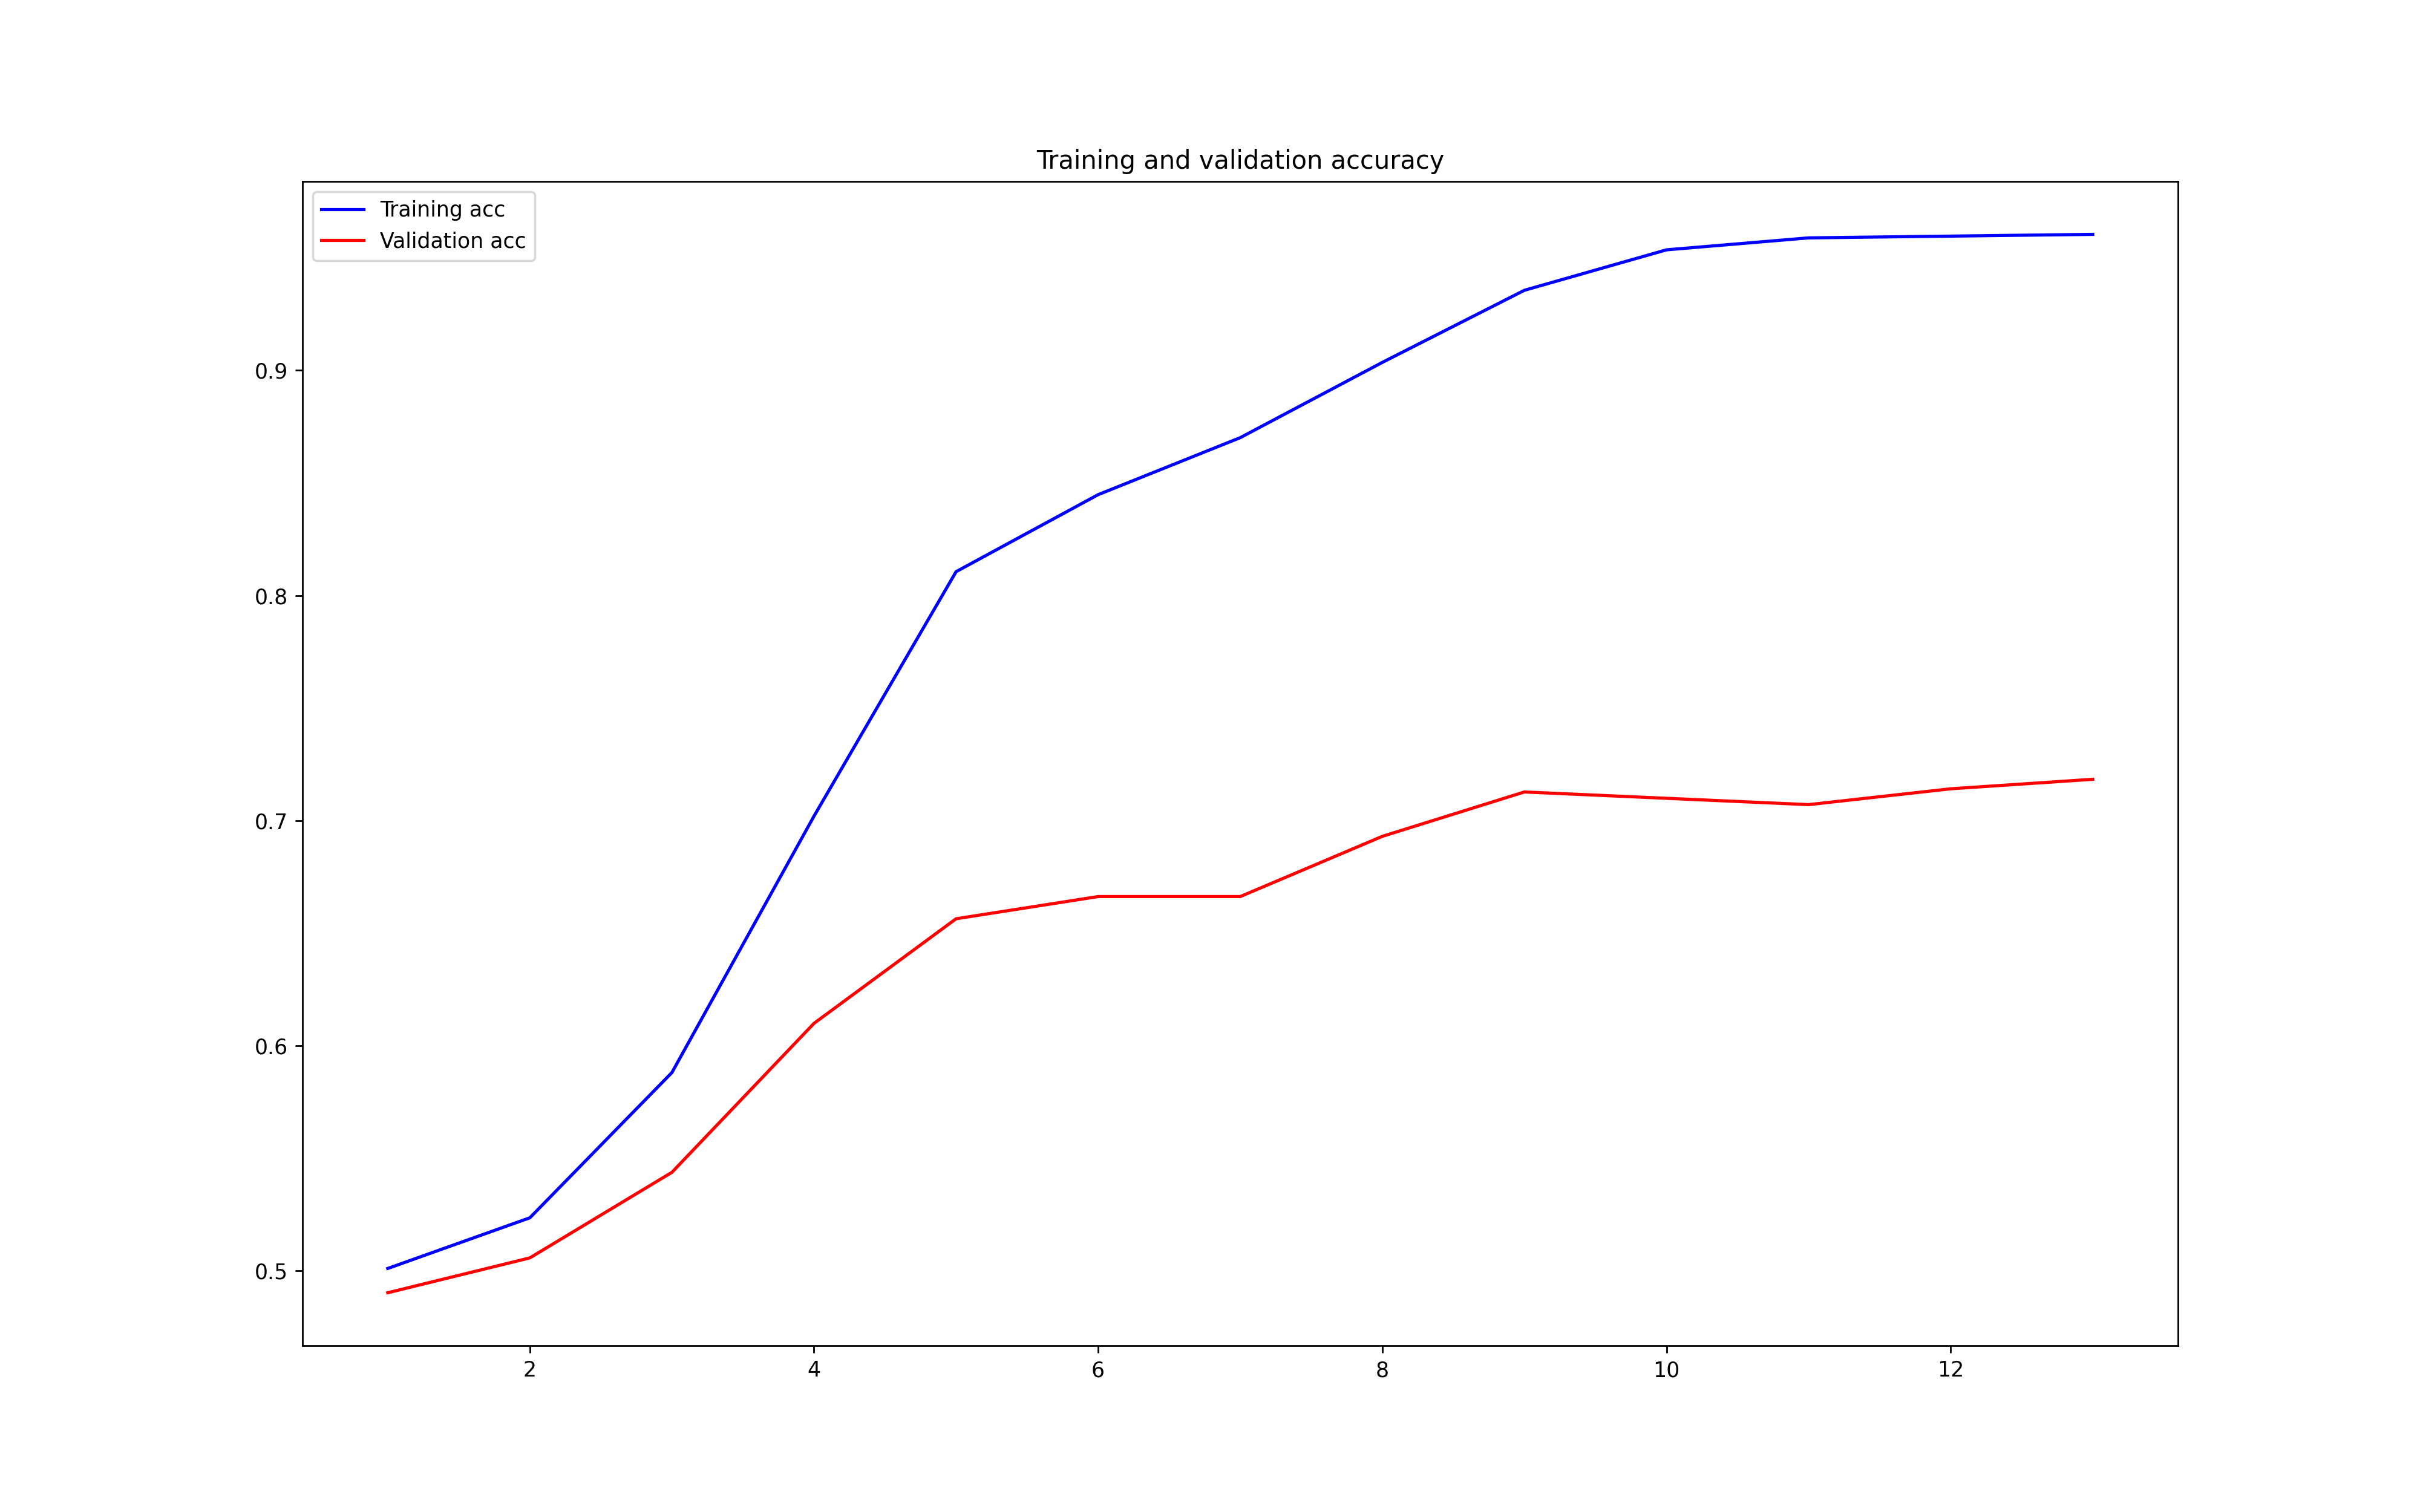 Training and validation accuracy
Training acc
Validation acc
0.9
0.8
0.7
0.6
0.5
2 4 6 8 10 12